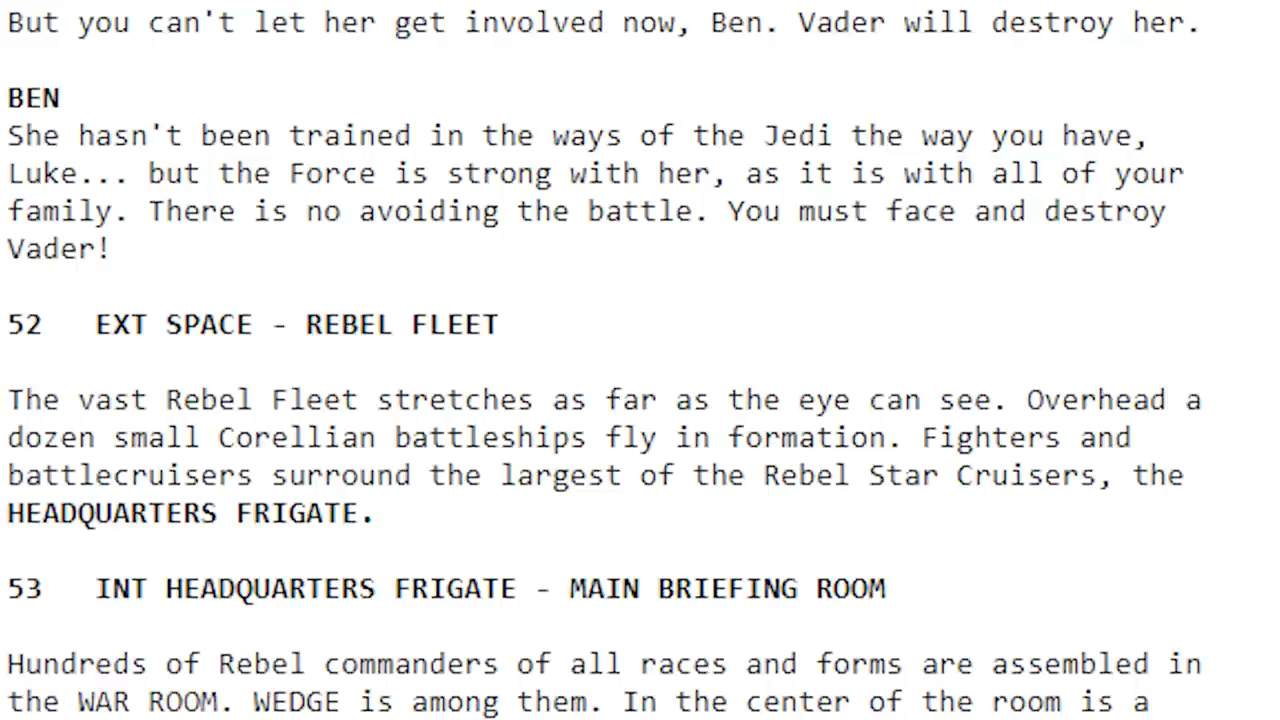 But you can't let her get involved now, Ben. Vader will destroy her.
BEN
She hasn't been trained in the ways of the Jedi the way you have,
Luke... but the Force is strong with her, as it is with all of your
family. There is no avoiding the battle. You must face and destroy
Vader!
52   EXT SPACE - REBEL FLEET
The vast Rebel Fleet stretches as far as the eye can see. Overhead a
dozen small Corellian battleships fly in formation. Fighters and
battlecruisers surround the largest of the Rebel Star Cruisers, the
HEADQUARTERS FRIGATE.
53   INT HEADQUARTERS FRIGATE - MAIN BRIEFING ROOM
Hundreds of Rebel commanders of all races and forms are assembled in
the WAR ROOM. WEDGE is among them. In the center of the room is a